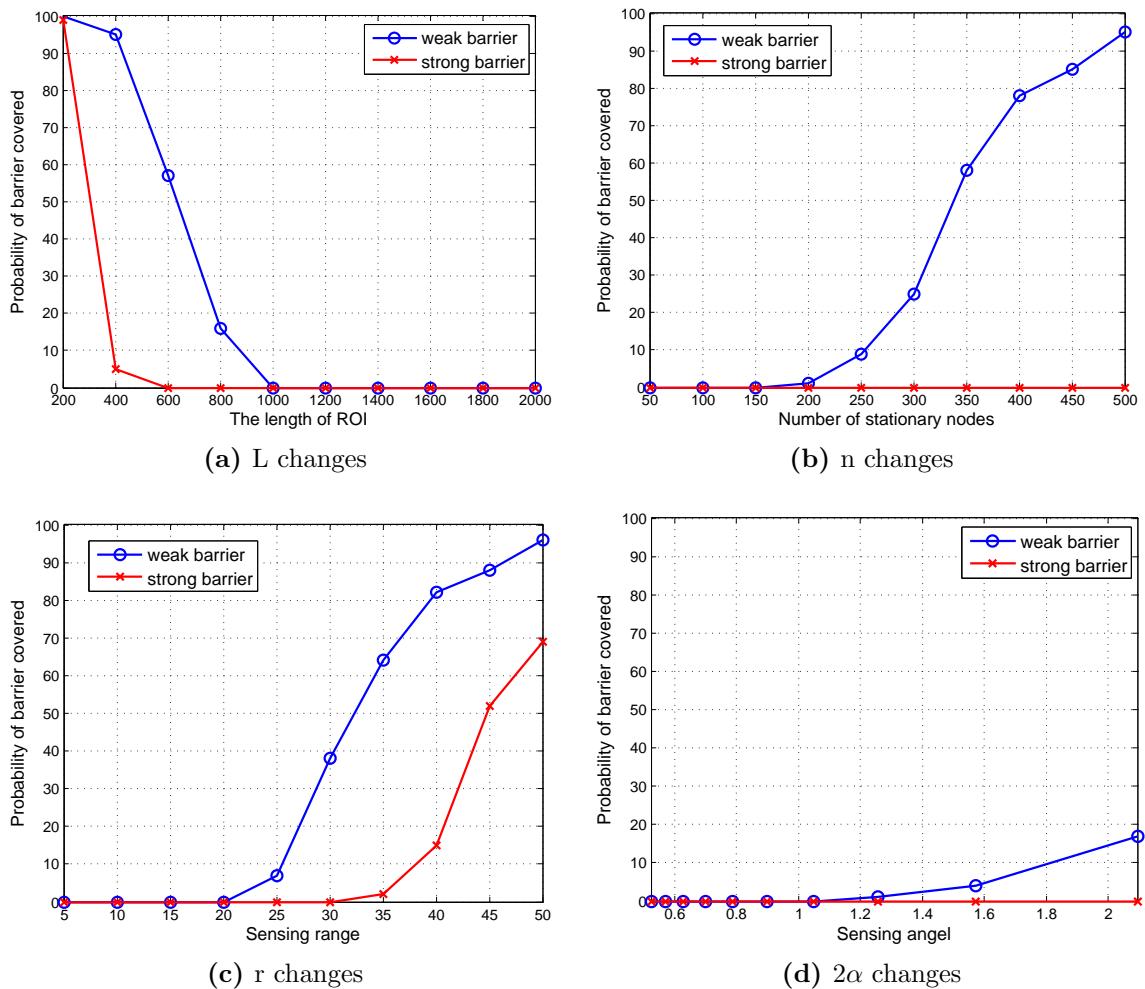 100
90
80
70
60
50
40
30
20
10
0
Probability of barrier covered
weak barrier
strong barrier
200 400 600 800 1000 1200 1400 1600 1800 2000
The length of ROI
(a) L changes
100
90
80
70
60
50
40
30
20
10
0
Probability of barrier covered
weak barrier
strong barrier
50 100 150 200 250 300 350 400 450 500
Number of stationary nodes
(b) n changes
100
90
80
70
60
50
40
30
20
10
0
Probability of barrier covered
weak barrier
strong barrier
5 10 15 20 25 30 35 40 45 50
Sensing range
(c) r changes
100
90
80
70
60
50
40
30
20
10
0
Probability of barrier covered
weak barrier
strong barrier
0.6 0.8 1 1.2 1.4 1.6 1.8 2
Sensing angel
(d) 2α changes